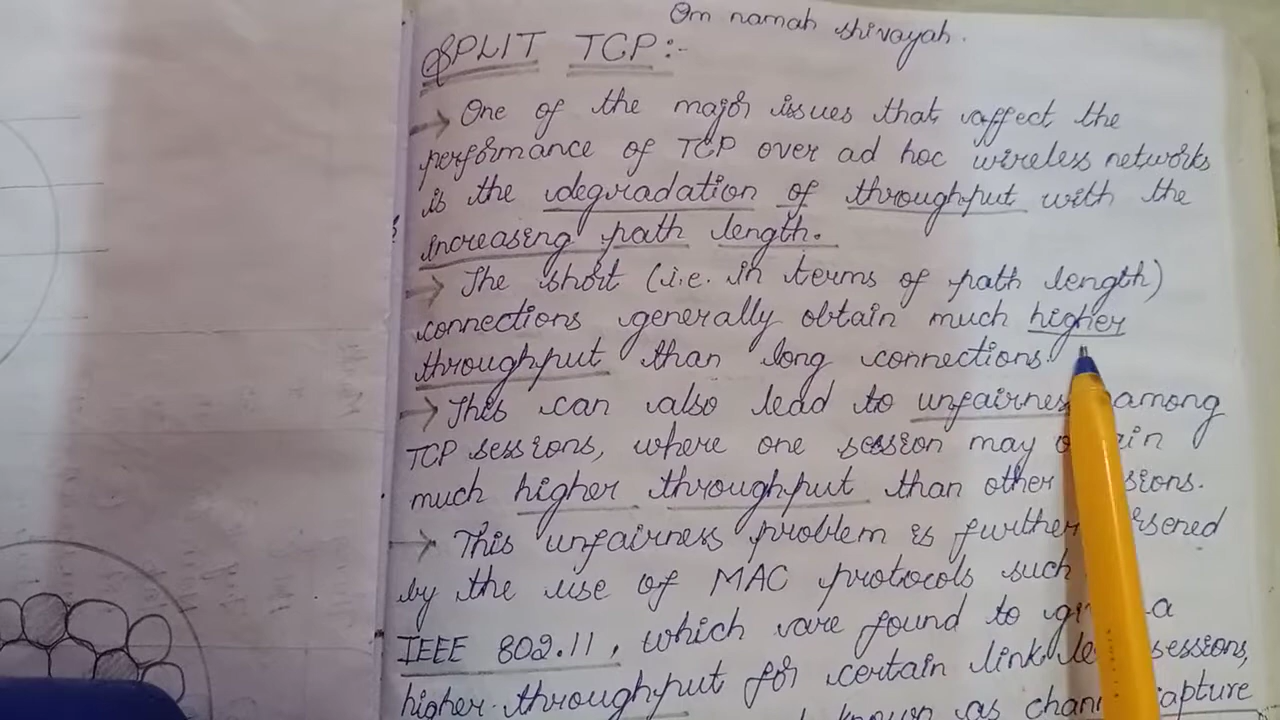 Om namah shivayah.
SPLIT TCP:-
→ One of the major issues that affect the
performance of TCP over ad hoc wireless networks
is the degradation of throughput with the
increasing path length.
→ The short (i.e. in terms of path length)
connections generally obtain much higher
throughput than long connections.
→ This can also lead to unfairness among
TCP sessions, where one session may
much higher throughput than other
→ This unfairness problem is further
by the use of MAC protocols such
IEEE 802.11, which are found to a
higher throughput for certain link sessions,
known as